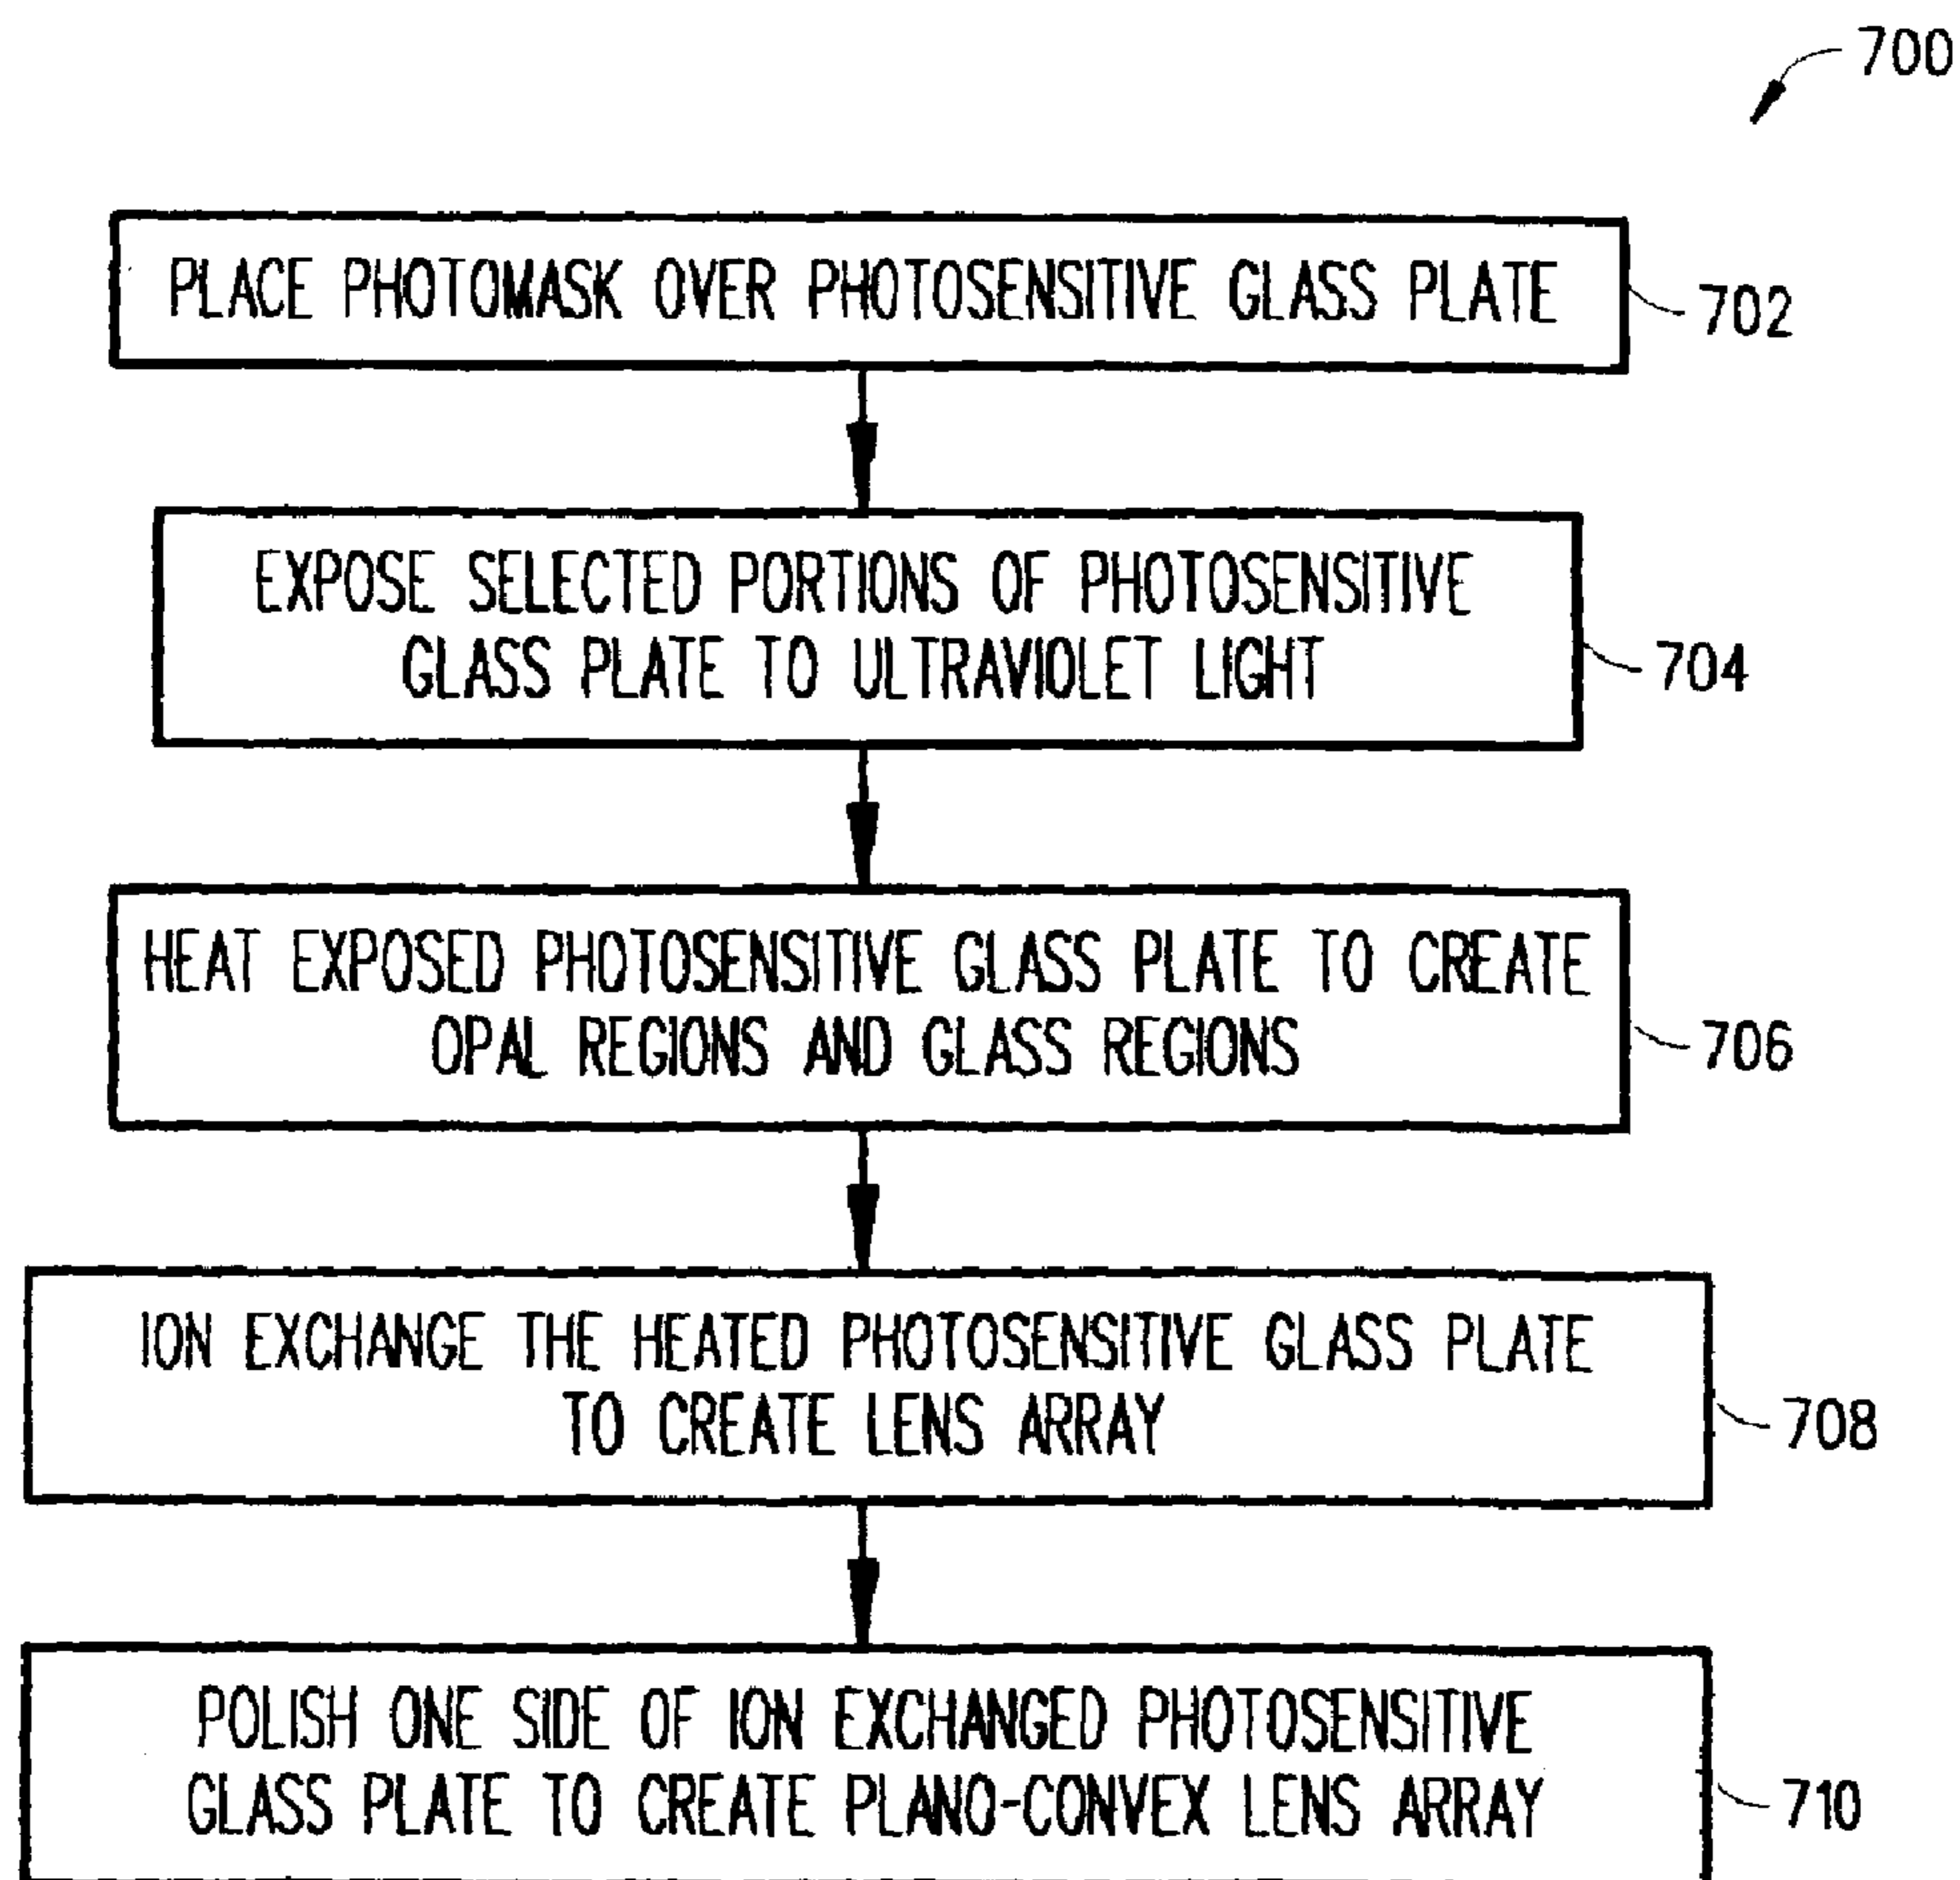 700
PLACE PHOTOMASK OVER PHOTOSENSITIVE GLASS PLATE
702
EXPOSE SELECTED PORTIONS OF PHOTOSENSITIVE
GLASS PLATE TO ULTRAVIOLET LIGHT
704
HEAT EXPOSED PHOTOSENSITIVE GLASS PLATE TO CREATE
OPAL REGIONS AND GLASS REGIONS
706
ION EXCHANGE THE HEATED PHOTOSENSITIVE GLASS PLATE
TO CREATE LENS ARRAY
708
POLISH ONE SIDE OF ION EXCHANGED PHOTOSENSITIVE
GLASS PLATE TO CREATE PLANO-CONVEX LENS ARRAY
710